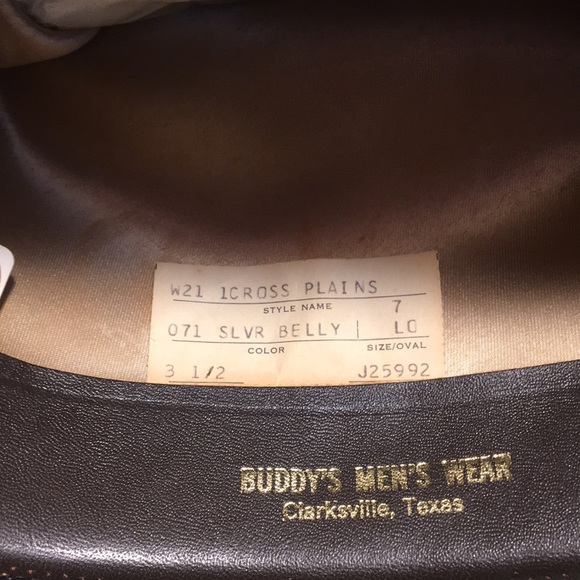 W21 1CROSS PLAINS
STYLE NAME 7
071 SLVR BELLY | LO
COLOR SIZE/OVAL
3 1/2 J25992
BUDDY'S MEN'S WEAR
Clarksville, Texas